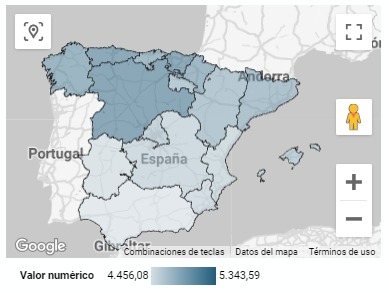 Andorra
Portugal
España
Google
Gibraltar
Combinaciones de teclas Datos del mapa Términos de uso
Valor numérico 4.456,08 5.343,59